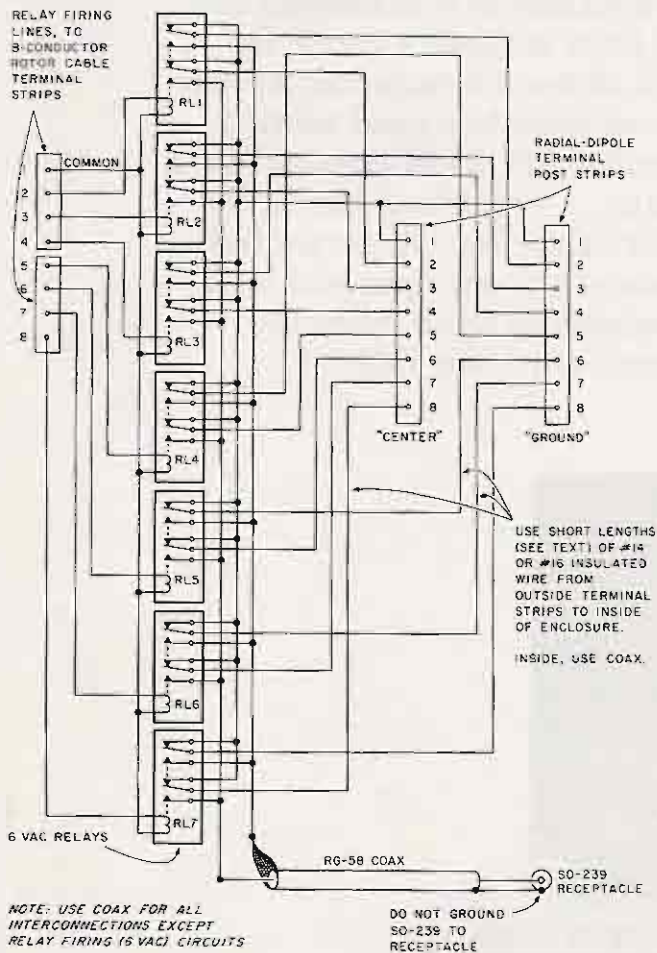 RELAY FIRING
LINES, TO
8-CONDUCTOR
ROTOR CABLE
TERMINAL
STRIPS
COMMON
2
3
4
5
6
7
8
RL1
RL2
RL3
RL4
RL5
RL6
RL7
6 VAC RELAYS
RADIAL-DIPOLE
TERMINAL
POST STRIPS
1
2
3
4
5
6
7
8
"CENTER"
1
2
3
4
5
6
7
8
"GROUND"
USE SHORT LENGTHS
(SEE TEXT) OF #14
OR #16 INSULATED
WIRE FROM
OUTSIDE TERMINAL
STRIPS TO INSIDE
OF ENCLOSURE.
INSIDE, USE COAX.
RG-58 COAX
SO-239
RECEPTACLE
DO NOT GROUND
SO-239 TO
RECEPTACLE
NOTE: USE COAX FOR ALL
INTERCONNECTIONS EXCEPT
RELAY FIRING (6 VAC) CIRCUITS